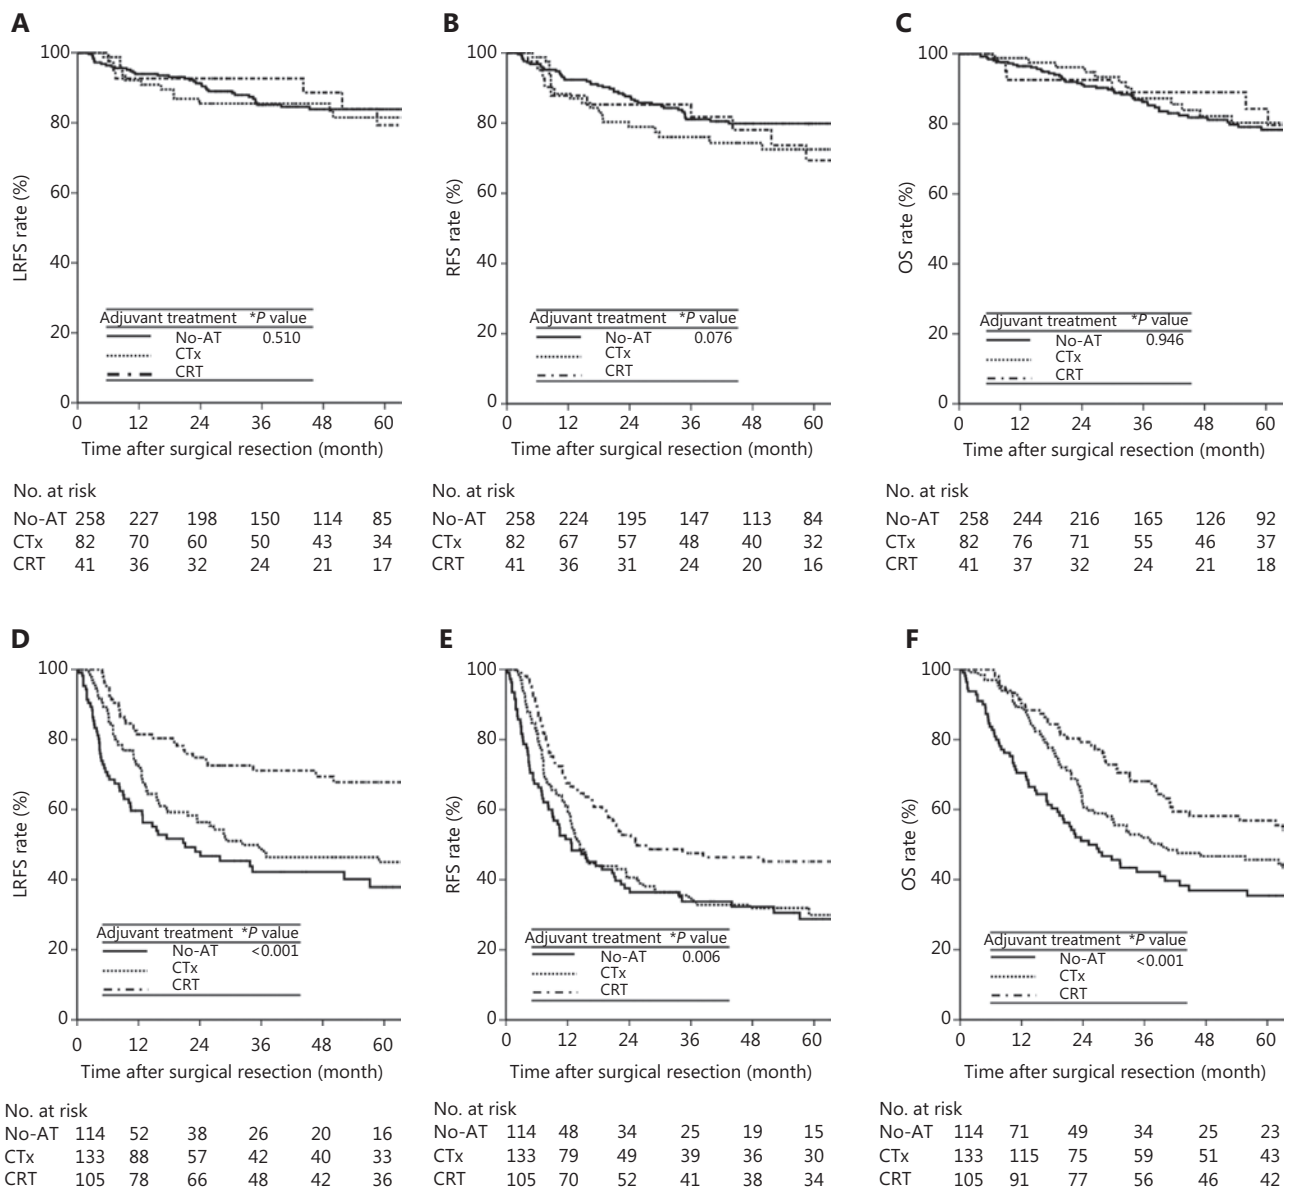 A
100
80
60
40
20
0
LRFS rate (%)
Adjuvant treatment *P value
No-AT 0.510
CTx
CRT
0 12 24 36 48 60
Time after surgical resection (month)
No. at risk
No-AT 258 227 198 150 114 85
CTx 82 70 60 50 43 34
CRT 41 36 32 24 21 17
B
100
80
60
40
20
0
RFS rate (%)
Adjuvant treatment *P value
No-AT 0.076
CTx
CRT
0 12 24 36 48 60
Time after surgical resection (month)
No. at risk
No-AT 258 224 195 147 113 84
CTx 82 67 57 48 40 32
CRT 41 36 31 24 20 16
C
100
80
60
40
20
0
OS rate (%)
Adjuvant treatment *P value
No-AT 0.946
CTx
CRT
0 12 24 36 48 60
Time after surgical resection (month)
No. at risk
No-AT 258 244 216 165 126 92
CTx 82 76 71 55 46 37
CRT 41 37 32 24 21 18
D
100
80
60
40
20
0
LRFS rate (%)
Adjuvant treatment *P value
No-AT <0.001
CTx
CRT
0 12 24 36 48 60
Time after surgical resection (month)
No. at risk
No-AT 114 52 38 26 20 16
CTx 133 88 57 42 40 33
CRT 105 78 66 48 42 36
E
100
80
60
40
20
0
RFS rate (%)
Adjuvant treatment *P value
No-AT 0.006
CTx
CRT
0 12 24 36 48 60
Time after surgical resection (month)
No. at risk
No-AT 114 48 34 25 19 15
CTx 133 79 49 39 36 30
CRT 105 70 52 41 38 34
F
100
80
60
40
20
0
OS rate (%)
Adjuvant treatment *P value
No-AT <0.001
CTx
CRT
0 12 24 36 48 60
Time after surgical resection (month)
No. at risk
No-AT 114 71 49 34 25 23
CTx 133 115 75 59 51 43
CRT 105 91 77 56 46 42